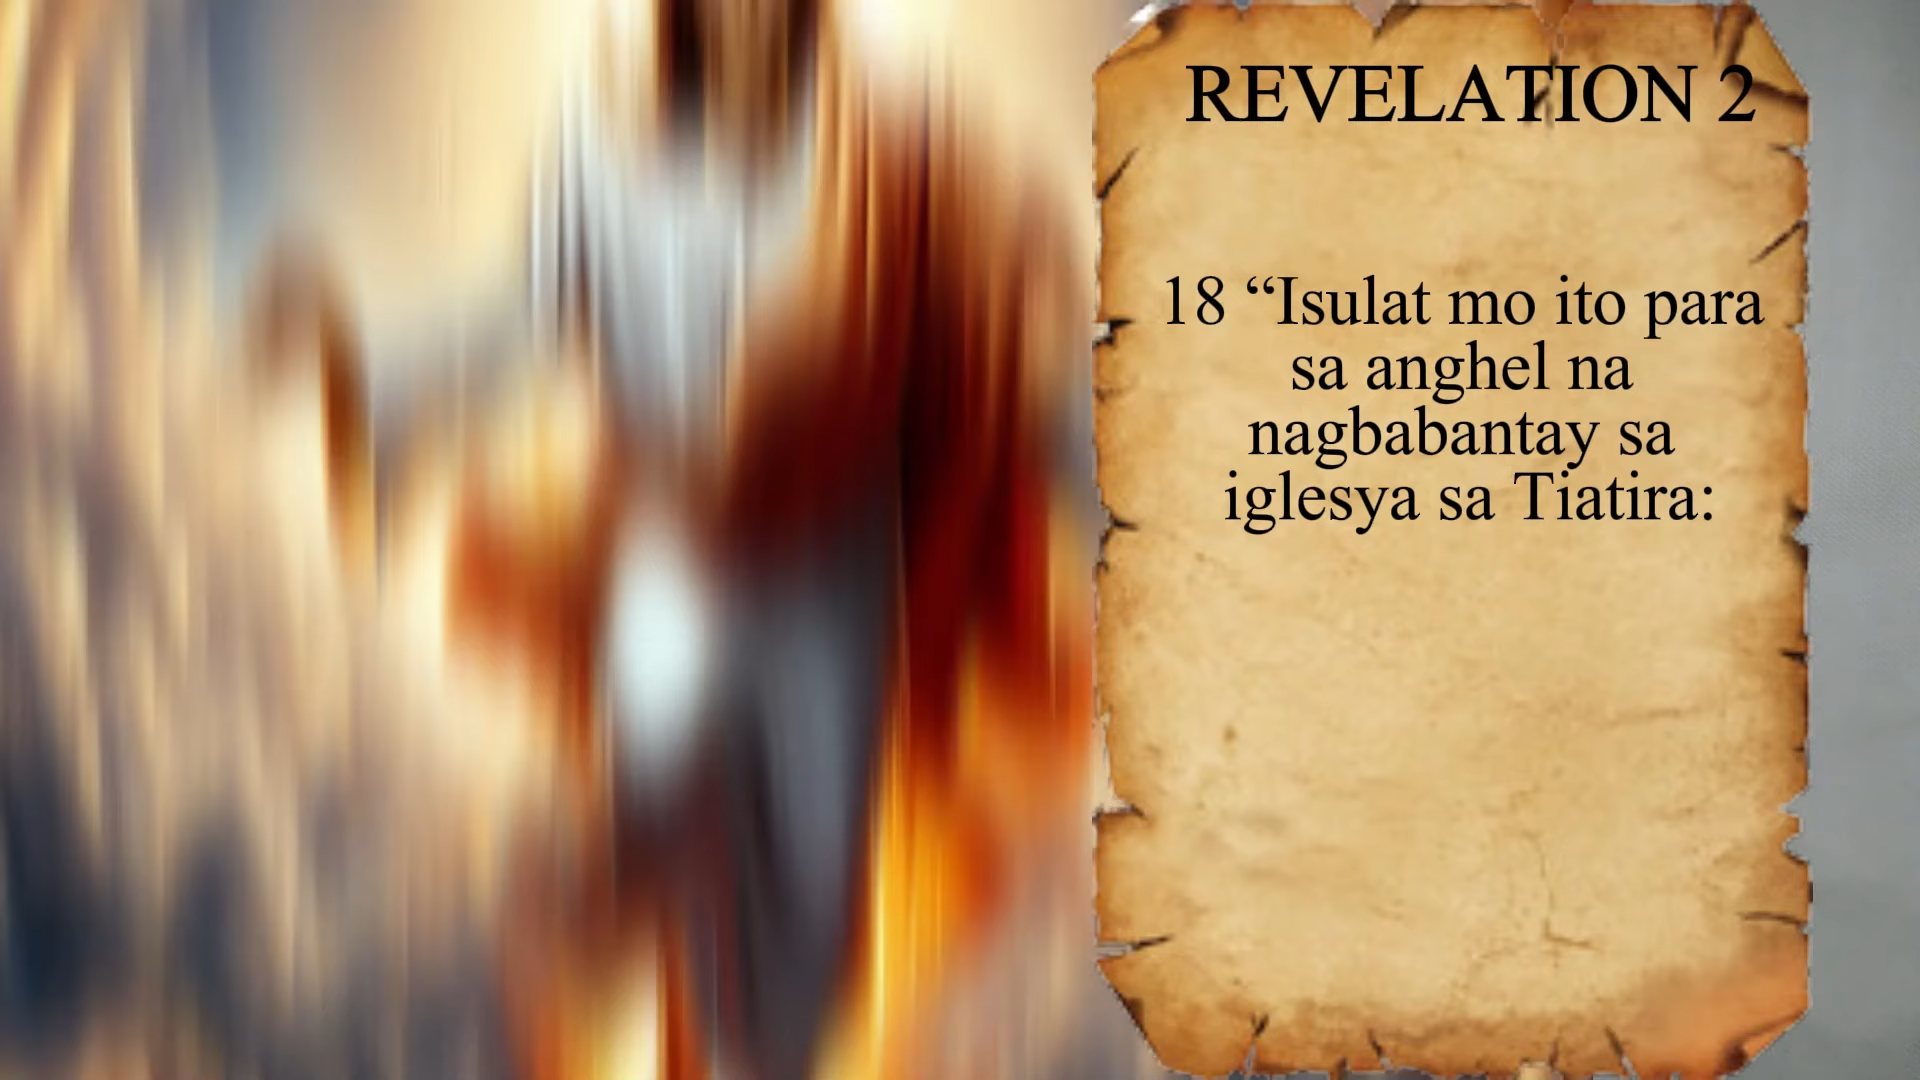 REVELATION 2
18 “Isulat mo ito para
sa anghel na
nagbabantay sa
iglesya sa Tiatira: